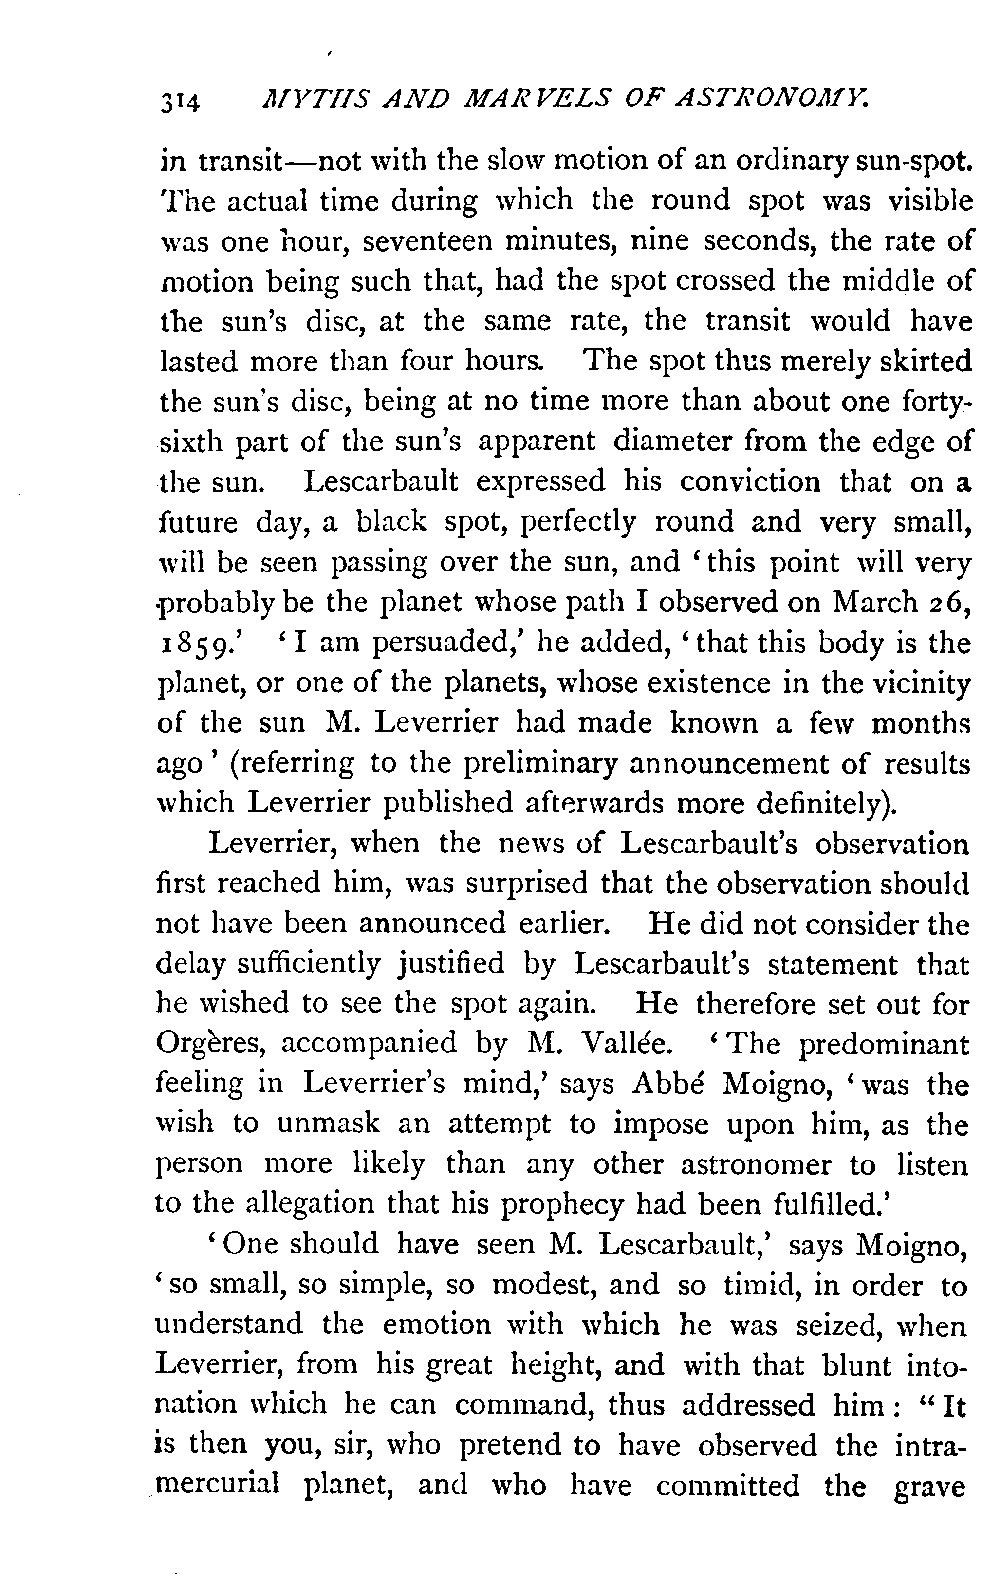 314 MYTHS AND MARVELS OF ASTRONOMY.
in transit—not with the slow motion of an ordinary sun-spot.
The actual time during which the round spot was visible
was one hour, seventeen minutes, nine seconds, the rate of
motion being such that, had the spot crossed the middle of
the sun's disc, at the same rate, the transit would have
lasted more than four hours. The spot thus merely skirted
the sun's disc, being at no time more than about one forty-
sixth part of the sun's apparent diameter from the edge of
the sun. Lescarbault expressed his conviction that on a
future day, a black spot, perfectly round and very small,
will be seen passing over the sun, and ‘this point will very
probably be the planet whose path I observed on March 26,
1859.’ ‘I am persuaded,’ he added, ‘that this body is the
planet, or one of the planets, whose existence in the vicinity
of the sun M. Leverrier had made known a few months
ago’ (referring to the preliminary announcement of results
which Leverrier published afterwards more definitely).
Leverrier, when the news of Lescarbault's observation
first reached him, was surprised that the observation should
not have been announced earlier. He did not consider the
delay sufficiently justified by Lescarbault's statement that
he wished to see the spot again. He therefore set out for
Orgères, accompanied by M. Vallée. ‘The predominant
feeling in Leverrier's mind,’ says Abbé Moigno, ‘was the
wish to unmask an attempt to impose upon him, as the
person more likely than any other astronomer to listen
to the allegation that his prophecy had been fulfilled.’
‘One should have seen M. Lescarbault,’ says Moigno,
‘so small, so simple, so modest, and so timid, in order to
understand the emotion with which he was seized, when
Leverrier, from his great height, and with that blunt into-
nation which he can command, thus addressed him: “It
is then you, sir, who pretend to have observed the intra-
mercurial planet, and who have committed the grave